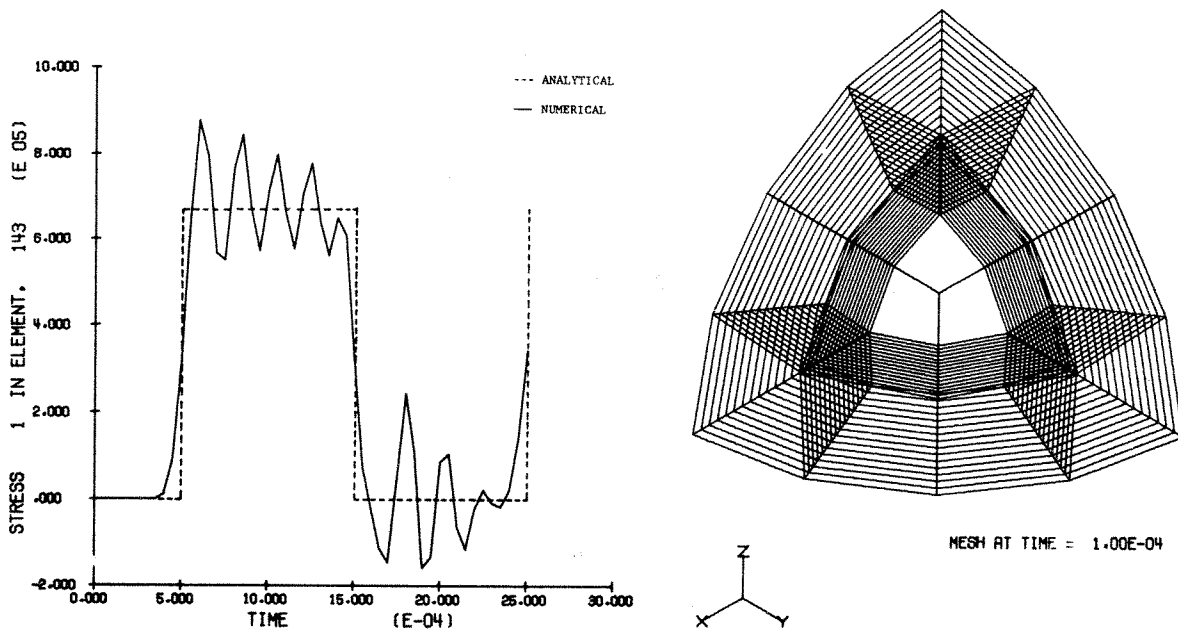 10.000
8.000
6.000
4.000
2.000
.000
-2.000
STRESS 1 IN ELEMENT, 143 (E 05)
0.000 5.000 10.000 15.000 20.000 25.000 30.000
TIME (E-04)
--- ANALYTICAL
— NUMERICAL
MESH AT TIME = 1.00E-04
Z
X Y